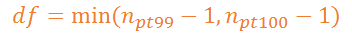 df = min(n_{pt99} − 1, n_{pt100} − 1)